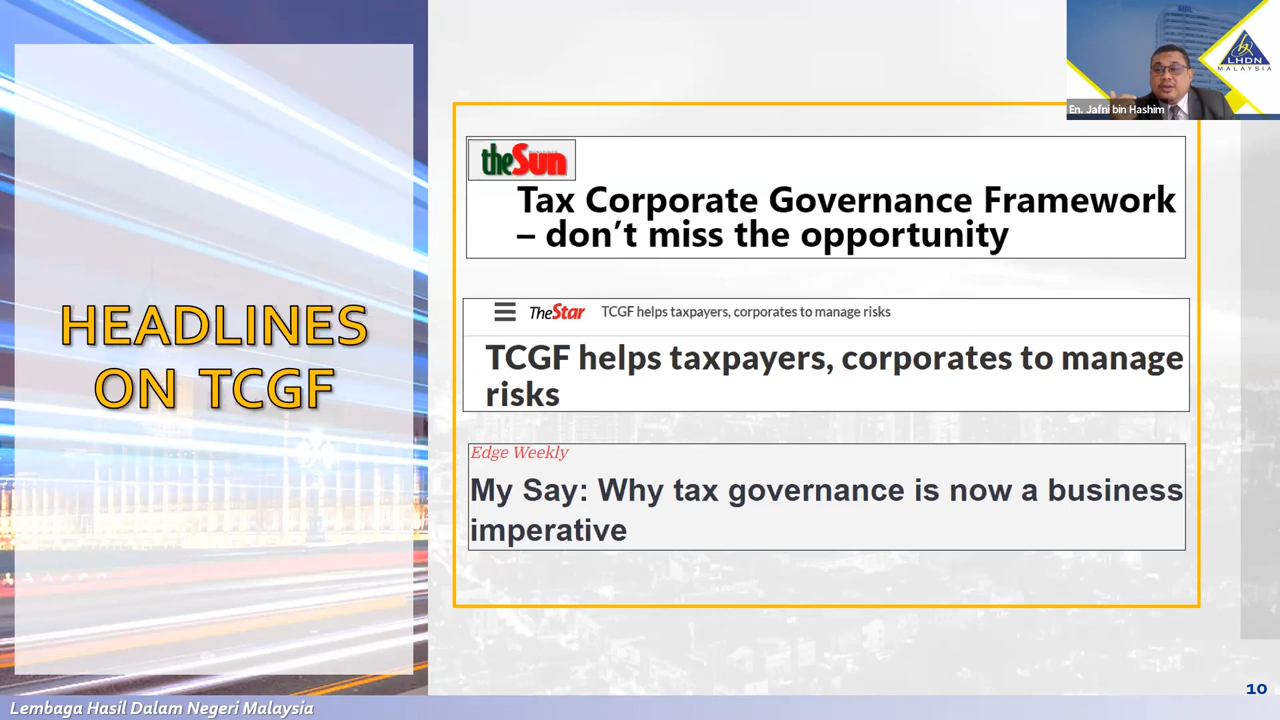 HEADLINES
ON TCGF
LHDN
MALAYSIA
En. Jafni bin Hashim
theSun
Tax Corporate Governance Framework
– don't miss the opportunity
TheStar TCGF helps taxpayers, corporates to manage risks
TCGF helps taxpayers, corporates to manage
risks
Edge Weekly
My Say: Why tax governance is now a business
imperative
10
Lembaga Hasil Dalam Negeri Malaysia